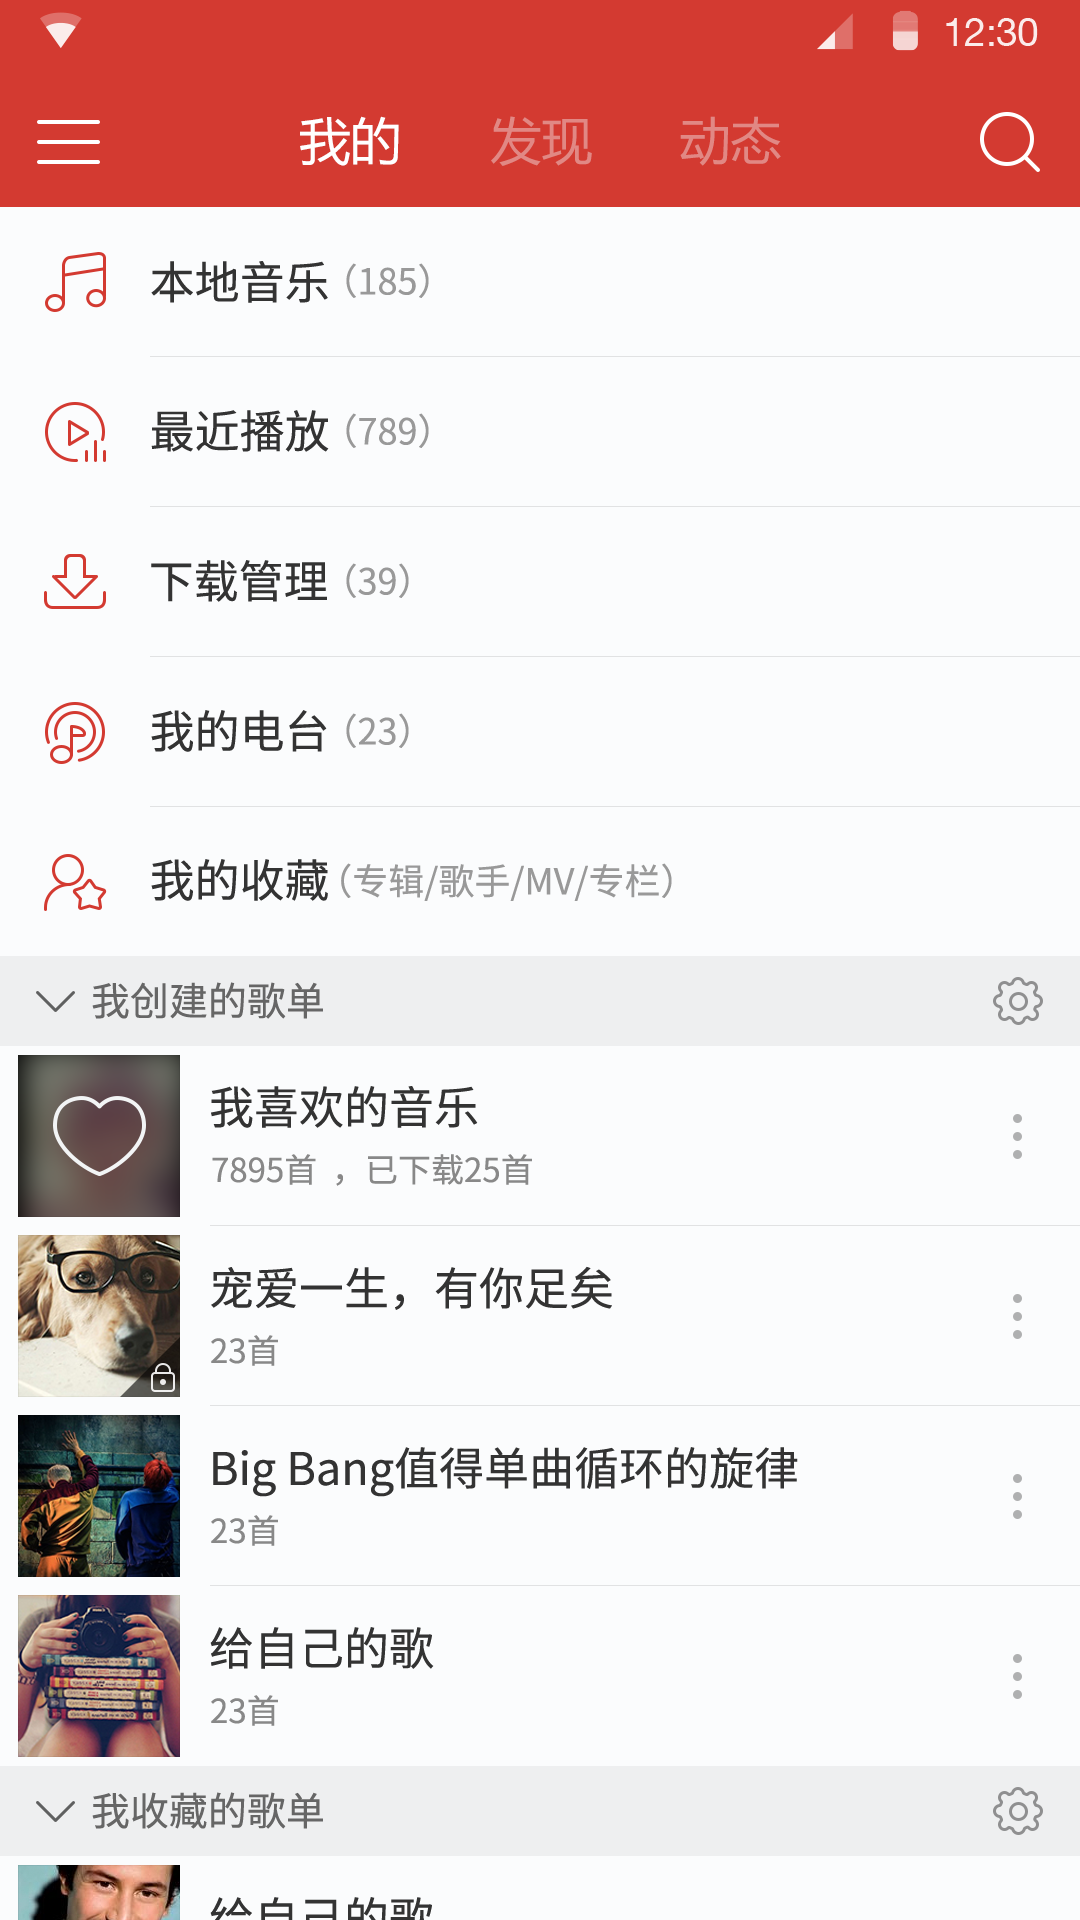 12:30
我的 发现 动态
本地音乐（185）
最近播放（789）
下载管理（39）
我的电台（23）
我的收藏（专辑/歌手/MV/专栏）
我创建的歌单
我喜欢的音乐
7895首 ，已下载25首
宠爱一生，有你足矣
23首
Big Bang值得单曲循环的旋律
23首
给自己的歌
23首
我收藏的歌单
给自己的歌